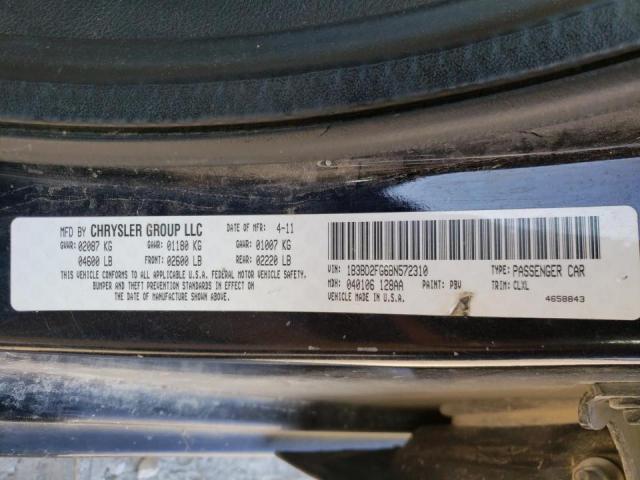 MFD BY CHRYSLER GROUP LLC DATE OF MFR: 4-11
GVWR: 02087 KG GAWR: 01180 KG GAWR: 01007 KG
04600 LB FRONT: 02600 LB REAR: 02220 LB
THIS VEHICLE CONFORMS TO ALL APPLICABLE U.S.A. FEDERAL MOTOR VEHICLE SAFETY,
BUMPER AND THEFT PREVENTION STANDARDS IN EFFECT ON
THE DATE OF MANUFACTURE SHOWN ABOVE.
VIN: 1B3BD2FG6BN572310 TYPE: PASSENGER CAR
MDH: 040106 128AA PAINT: PBV TRIM: CLXL
VEHICLE MADE IN U.S.A. 4658843